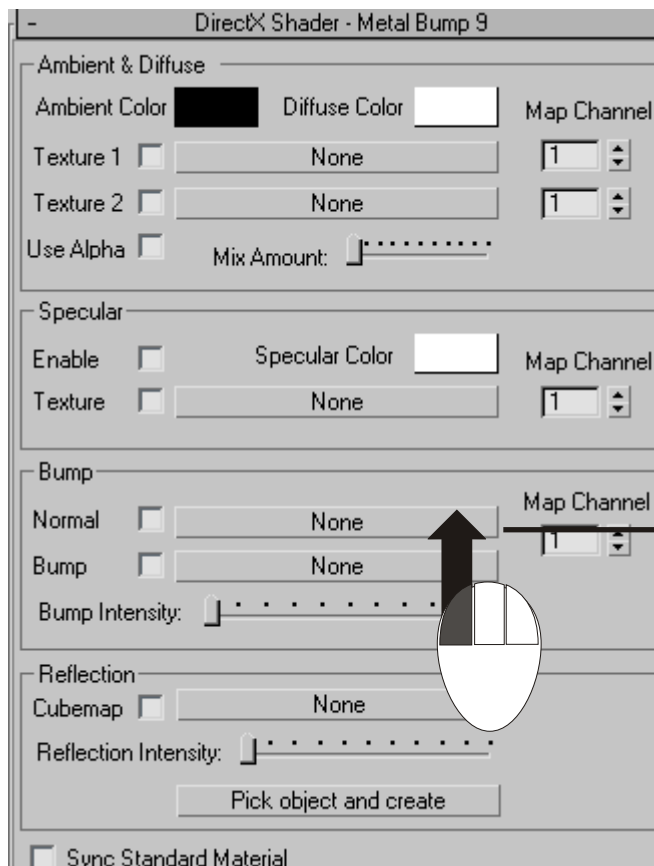 - DirectX Shader - Metal Bump 9
Ambient & Diffuse
Ambient Color Diffuse Color Map Channel
Texture 1 None 1
Texture 2 None 1
Use Alpha Mix Amount:
Specular
Enable Specular Color Map Channel
Texture None 1
Bump
Map Channel
Normal None 1
Bump None
Bump Intensity:
Reflection
Cubemap None
Reflection Intensity:
Pick object and create
Sync Standard Material